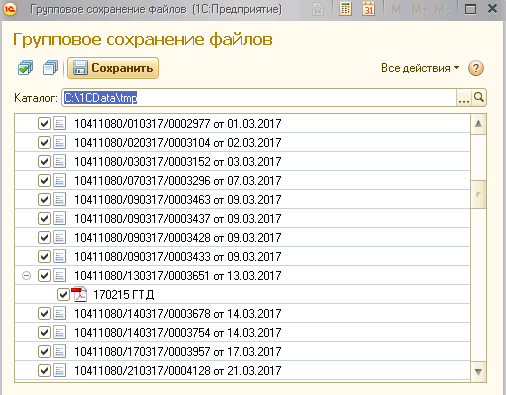 Групповое сохранение файлов (1С:Предприятие)
M M+ M-
Групповое сохранение файлов
Сохранить
Все действия
Каталог: C:\1CData\tmp
10411080/010317/0002977 от 01.03.2017
10411080/020317/0003104 от 02.03.2017
10411080/030317/0003152 от 03.03.2017
10411080/070317/0003296 от 07.03.2017
10411080/090317/0003463 от 09.03.2017
10411080/090317/0003437 от 09.03.2017
10411080/090317/0003428 от 09.03.2017
10411080/090317/0003433 от 09.03.2017
10411080/130317/0003651 от 13.03.2017
170215 ГТД
10411080/140317/0003678 от 14.03.2017
10411080/140317/0003754 от 14.03.2017
10411080/170317/0003957 от 17.03.2017
10411080/210317/0004128 от 21.03.2017